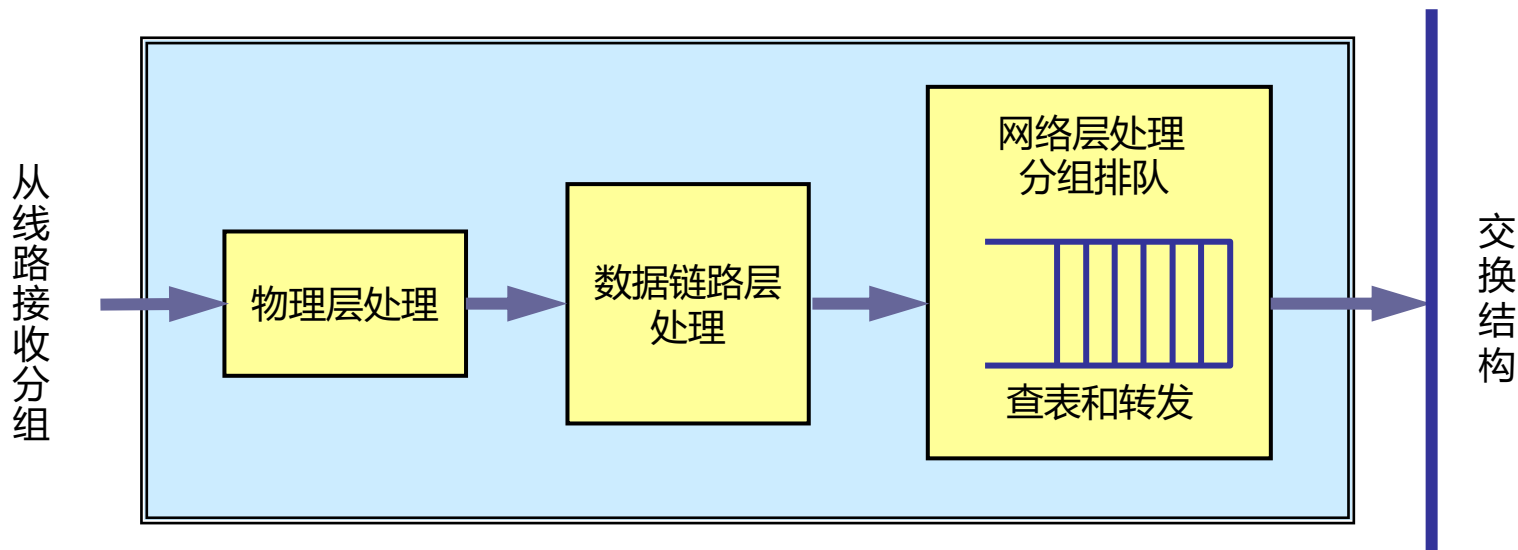 从线路接收分组
物理层处理
数据链路层
处理
网络层处理
分组排队
查表和转发
交换结构